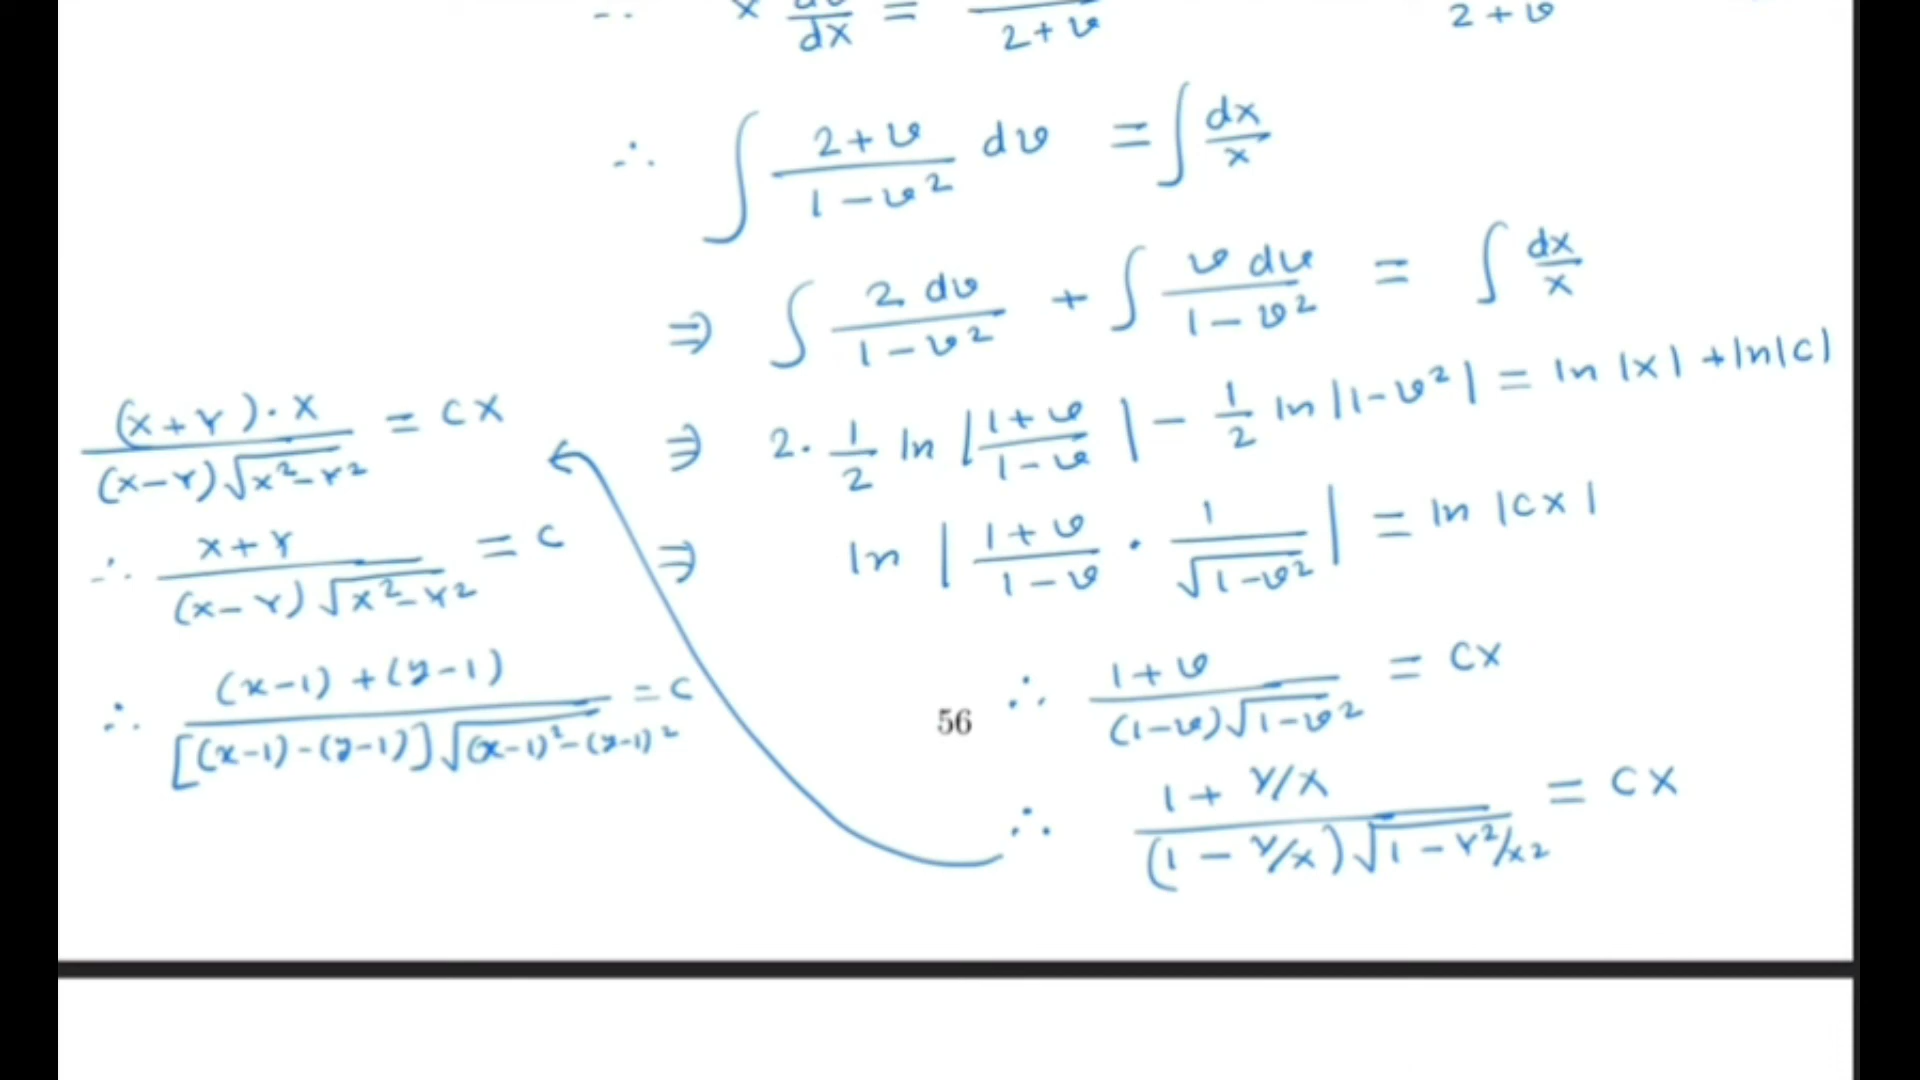 ∴ x dv/dx = /(2+v) 2+v
∴ ∫ (2+v)/(1-v²) dv = ∫ dx/x
⇒ ∫ 2 dv/(1-v²) + ∫ v dv/(1-v²) = ∫ dx/x
⇒ 2 · 1/2 ln |(1+v)/(1-v)| - 1/2 ln |1-v²| = ln |X| + ln |C|
⇒ ln | (1+v)/(1-v) · 1/√(1-v²) | = ln |CX|
∴ (1+v)/((1-v)√(1-v²)) = CX
∴ (1 + Y/X)/((1 - Y/X)√(1 - Y²/X²)) = CX
((X+Y)·X)/((X-Y)√(X²-Y²)) = CX
∴ (X+Y)/((X-Y)√(X²-Y²)) = C
∴ ((x-1)+(y-1))/([(x-1)-(y-1)]√((x-1)²-(y-1)²)) = C
56